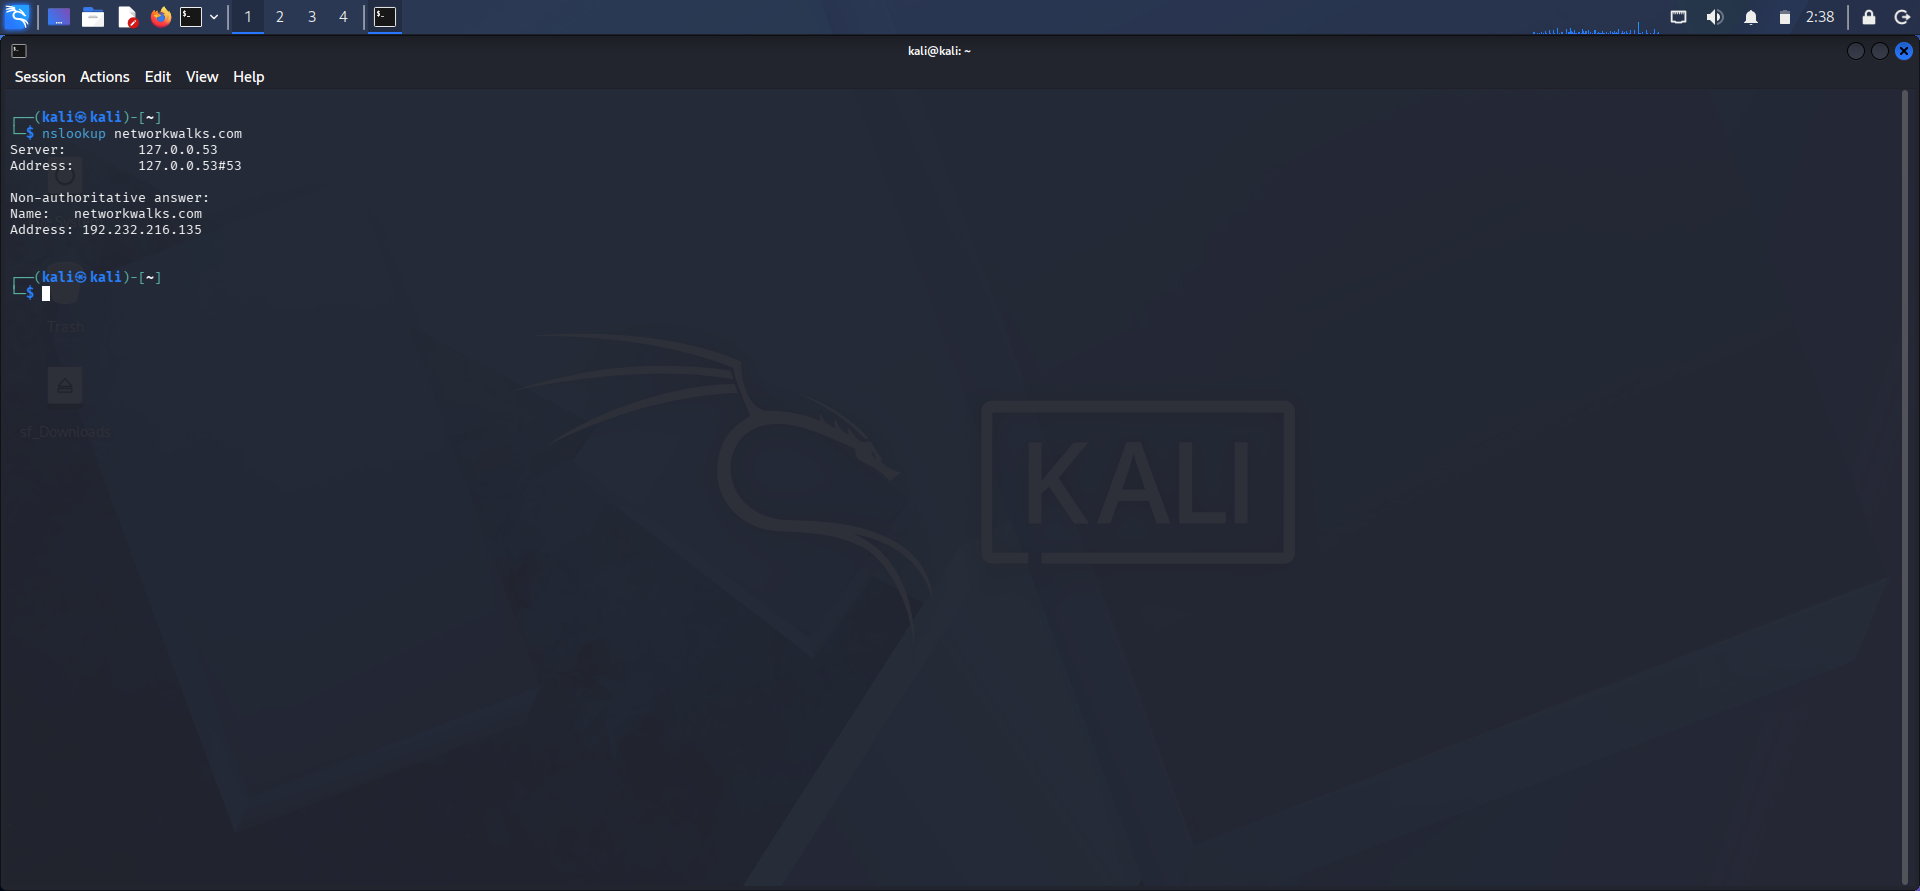 1 2 3 4 2:38
kali@kali: ~
Session Actions Edit View Help
┌──(kali㉿kali)-[~]
└─$ nslookup networkwalks.com
Server:         127.0.0.53
Address:        127.0.0.53#53
Non-authoritative answer:
Name:   networkwalks.com
Address: 192.232.216.135
┌──(kali㉿kali)-[~]
└─$
Trash
sf_Downloads
KALI